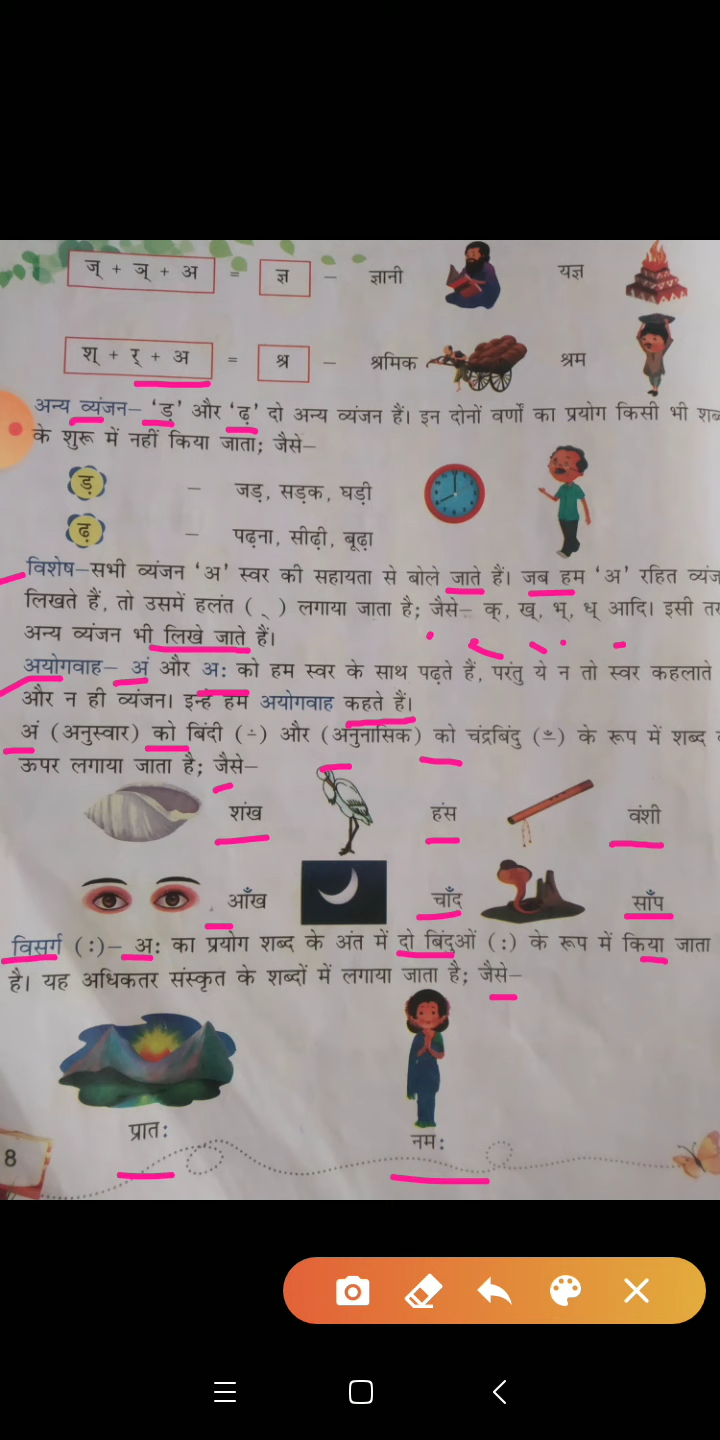 ज् + ञ् + अ = ज्ञ – ज्ञानी यज्ञ
श् + र् + अ = श्र – श्रमिक श्रम
अन्य व्यंजन– ‘ड़’ और ‘ढ़’ दो अन्य व्यंजन हैं। इन दोनों वर्णों का प्रयोग किसी भी
के शुरू में नहीं किया जाता; जैसे–
ड़ – जड़, सड़क, घड़ी
ढ़ – पढ़ना, सीढ़ी, बूढ़ा
विशेष–सभी व्यंजन ‘अ’ स्वर की सहायता से बोले जाते हैं। जब हम ‘अ’ रहित
लिखते हैं, तो उसमें हलंत ( ् ) लगाया जाता है; जैसे– क्, ख्, भ्, ध् आदि। इसी
अन्य व्यंजन भी लिखे जाते हैं।
अयोगवाह– अं और अः को हम स्वर के साथ पढ़ते हैं, परंतु ये न तो स्वर कहलाते
और न ही व्यंजन। इन्हें हम अयोगवाह कहते हैं।
अं (अनुस्वार) को बिंदी (–ं) और (अनुनासिक) को चंद्रबिंदु (–ँ) के रूप में शब्द
ऊपर लगाया जाता है; जैसे–
शंख हंस वंशी
आँख चाँद साँप
विसर्ग (:)– अः का प्रयोग शब्द के अंत में दो बिंदुओं (:) के रूप में किया जाता
है। यह अधिकतर संस्कृत के शब्दों में लगाया जाता है; जैसे–
प्रातः नमः
8